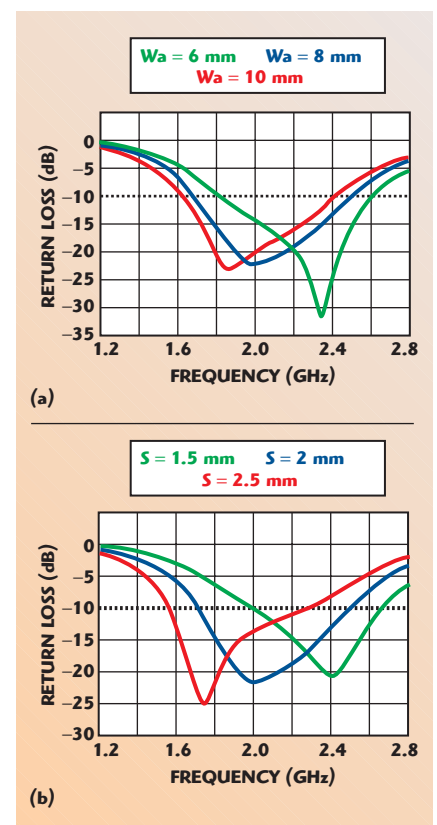 Wa = 6 mm Wa = 8 mm
Wa = 10 mm
RETURN LOSS (dB)
0
–5
–10
–15
–20
–25
–30
–35
1.2 1.6 2.0 2.4 2.8
FREQUENCY (GHz)
(a)
S = 1.5 mm S = 2 mm
S = 2.5 mm
RETURN LOSS (dB)
0
–5
–10
–15
–20
–25
–30
1.2 1.6 2.0 2.4 2.8
FREQUENCY (GHz)
(b)